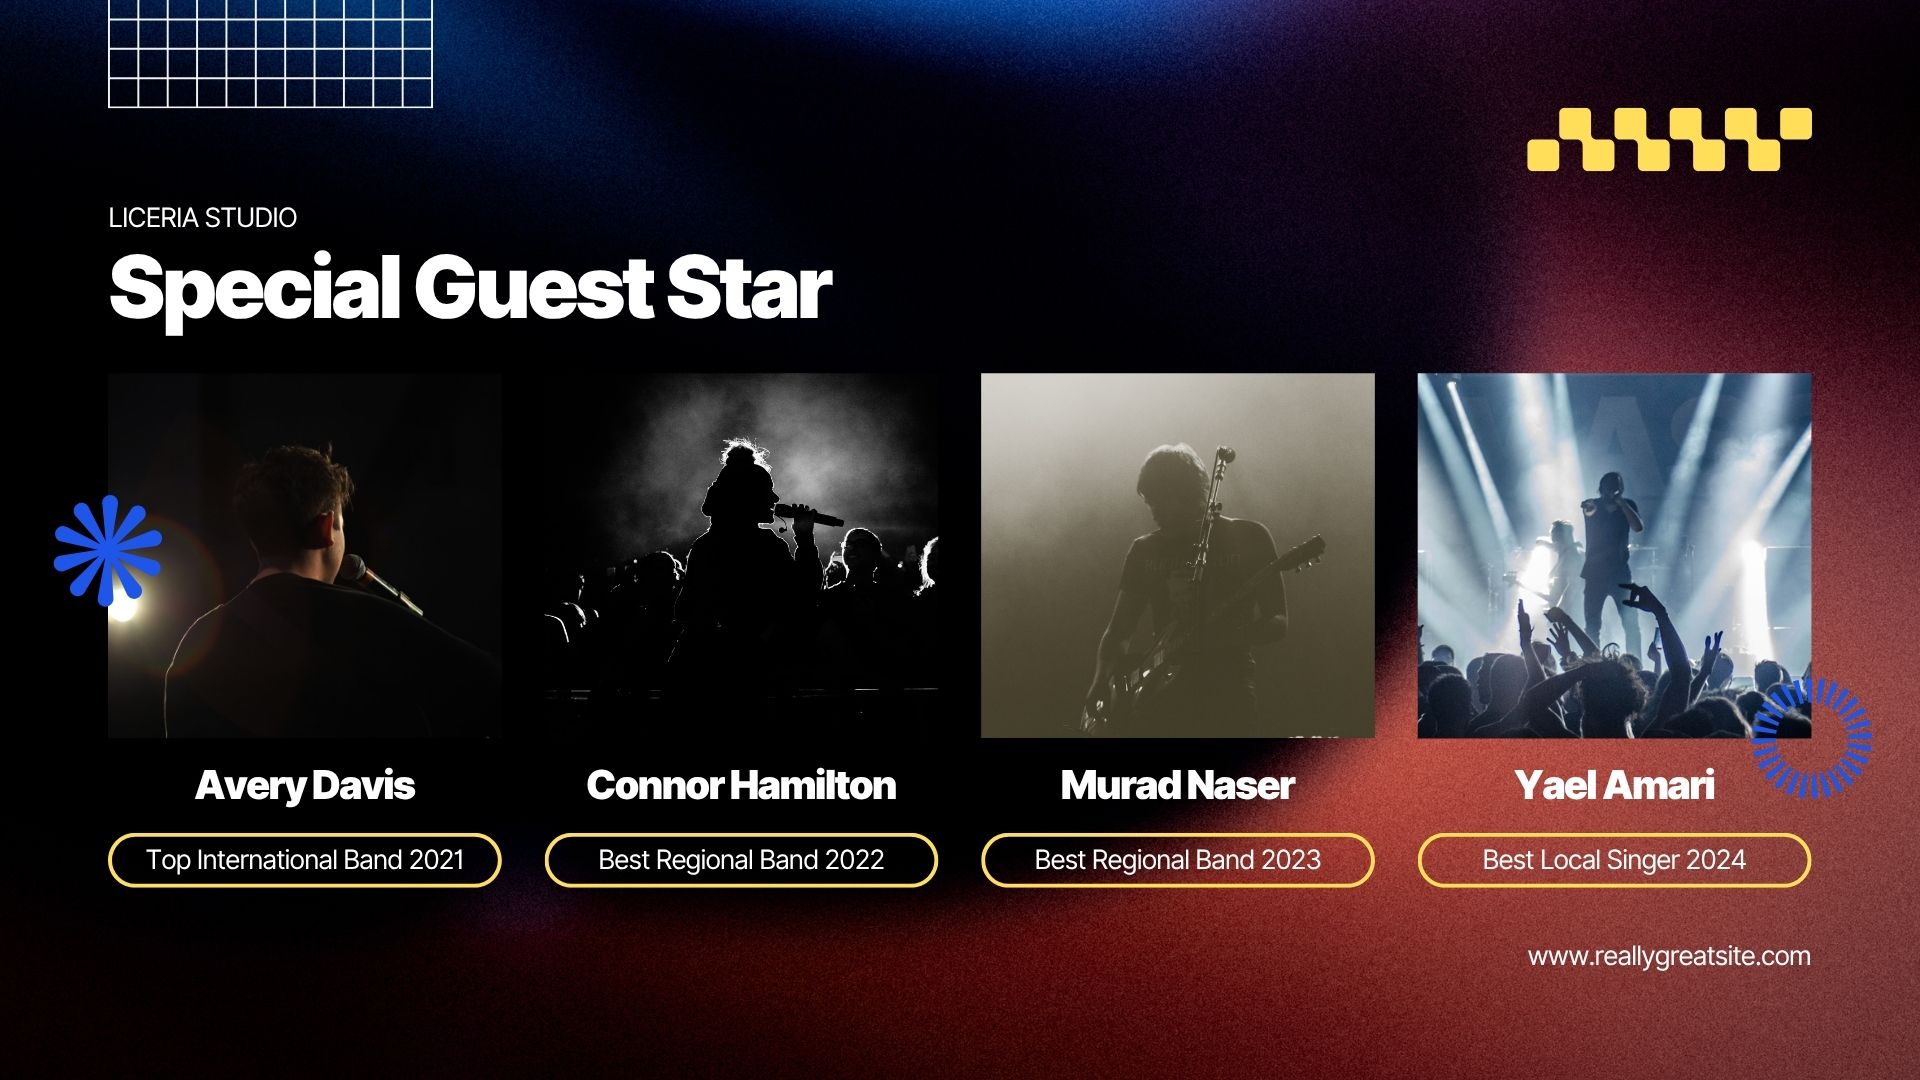 LICERIA STUDIO
Special Guest Star
Avery Davis
Connor Hamilton
Murad Naser
Yael Amari
Top International Band 2021
Best Regional Band 2022
Best Regional Band 2023
Best Local Singer 2024
www.reallygreatsite.com